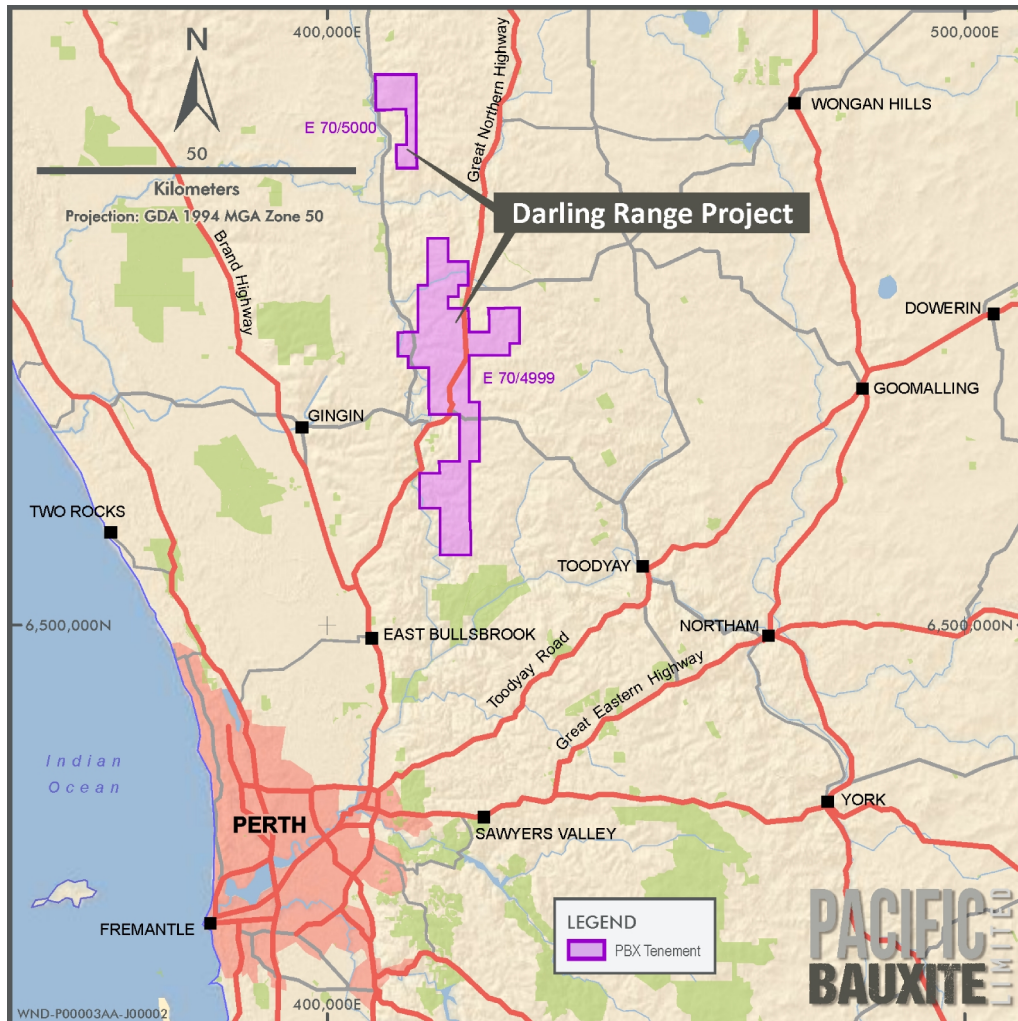 400,000E
500,000E
N
WONGAN HILLS
E 70/5000
Great Northern Highway
50
Kilometers
Projection: GDA 1994 MGA Zone 50
Darling Range Project
Brand Highway
DOWERIN
E 70/4999
GOOMALLING
GINGIN
TWO ROCKS
TOODYAY
6,500,000N
EAST BULLSBROOK
NORTHAM
6,500,000N
Toodyay Road
Great Eastern Highway
Indian
Ocean
PERTH
YORK
SAWYERS VALLEY
FREMANTLE
LEGEND
PBX Tenement
PACIFIC
BAUXITE
LIMITED
400,000E
WND-P00003AA-J00002